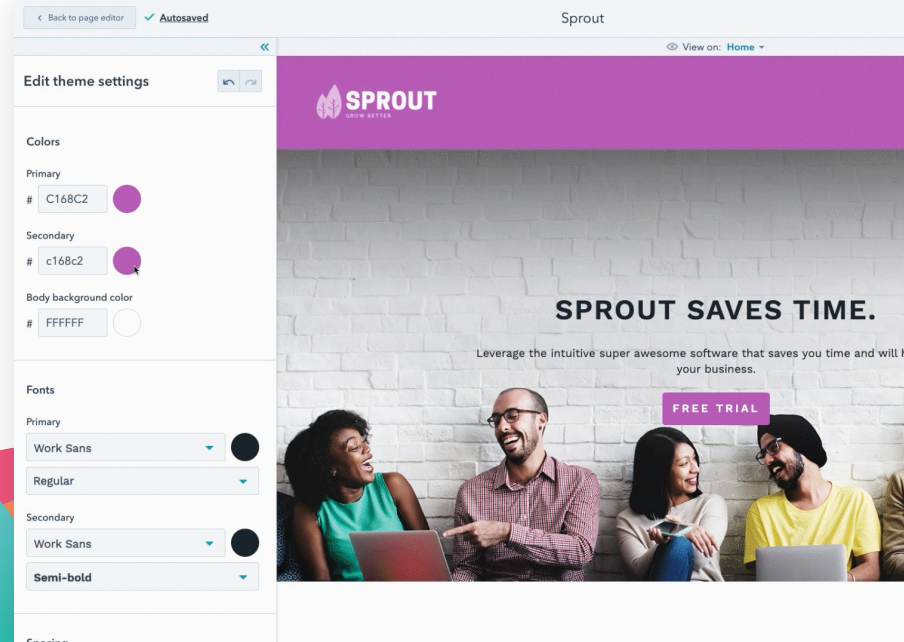 Back to page editor
Autosaved
Sprout
View on: Home
Edit theme settings
SPROUT
GROW BETTER
Colors
Primary
# C168C2
Secondary
# c168c2
Body background color
# FFFFFF
SPROUT SAVES TIME.
Leverage the intuitive super awesome software that saves you time and will
your business.
FREE TRIAL
Fonts
Primary
Work Sans
Regular
Secondary
Work Sans
Semi-bold
Spacing